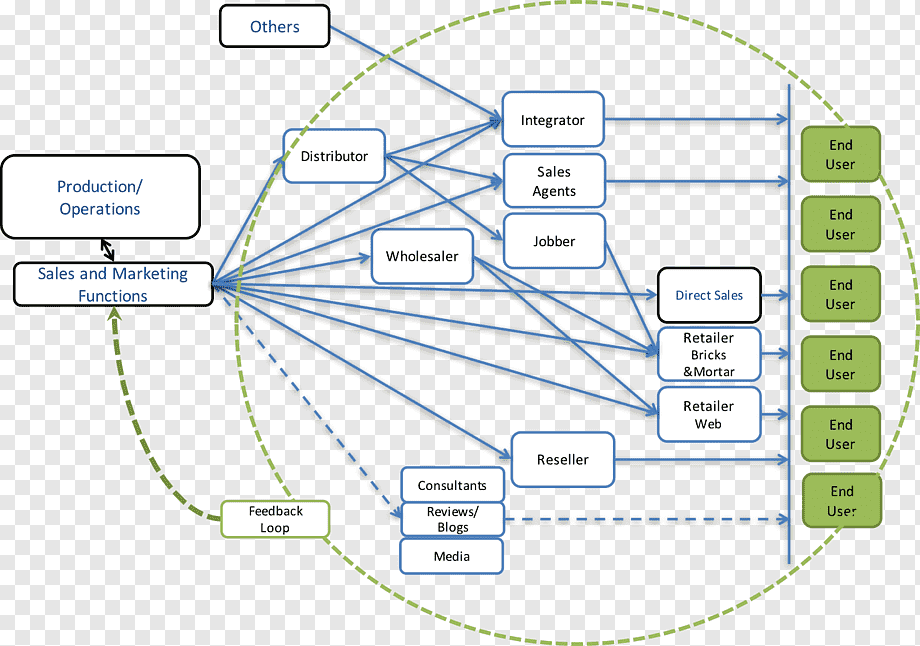 Others
Integrator
Distributor
Sales
Agents
Production/
Operations
Jobber
Wholesaler
Sales and Marketing
Functions
Direct Sales
Retailer
Bricks
&Mortar
Retailer
Web
Reseller
Consultants
Reviews/
Blogs
Media
Feedback
Loop
End
User
End
User
End
User
End
User
End
User
End
User